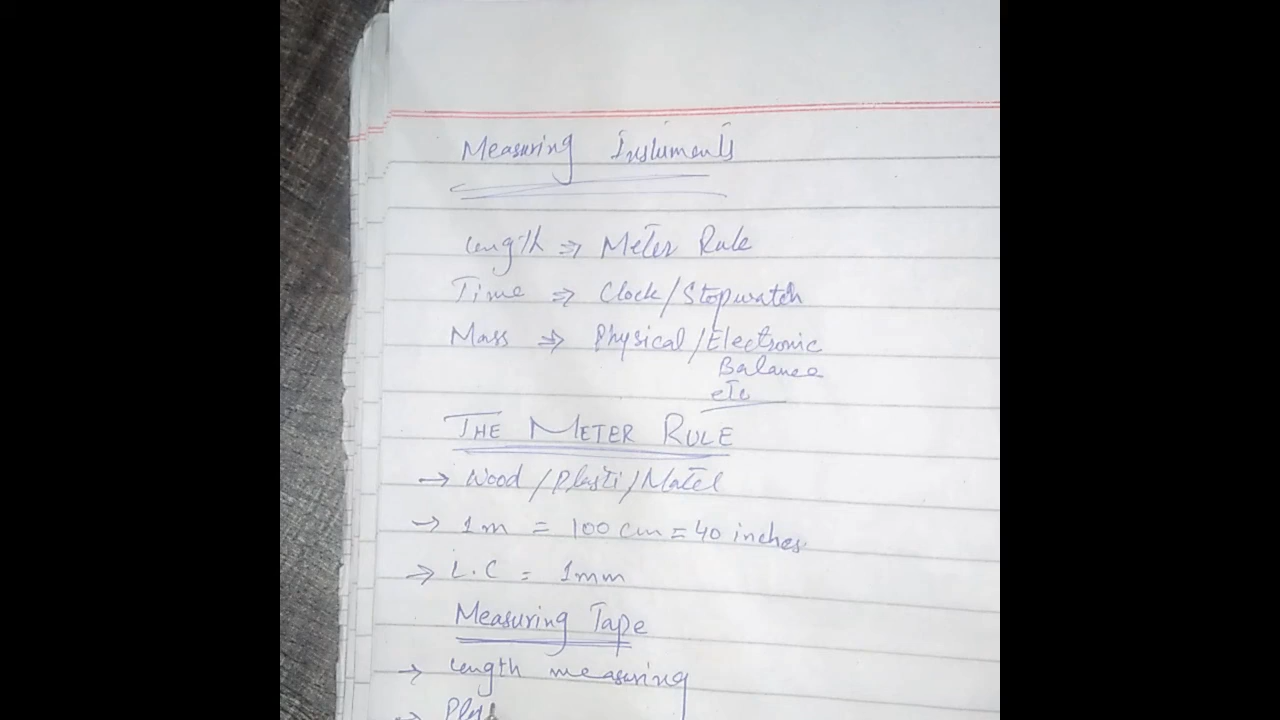 Measuring Instuments
Length ⇒ Meter Rule
Time ⇒ Clock/Stopwatch
Mass ⇒ Physical/Electronic
Balance
etc
THE METER RULE
→ Wood/Plasti/Matel
→ 1m = 100 cm = 40 inches
⇒ L.C = 1mm
Measuring Tape
→ Length measuring
→